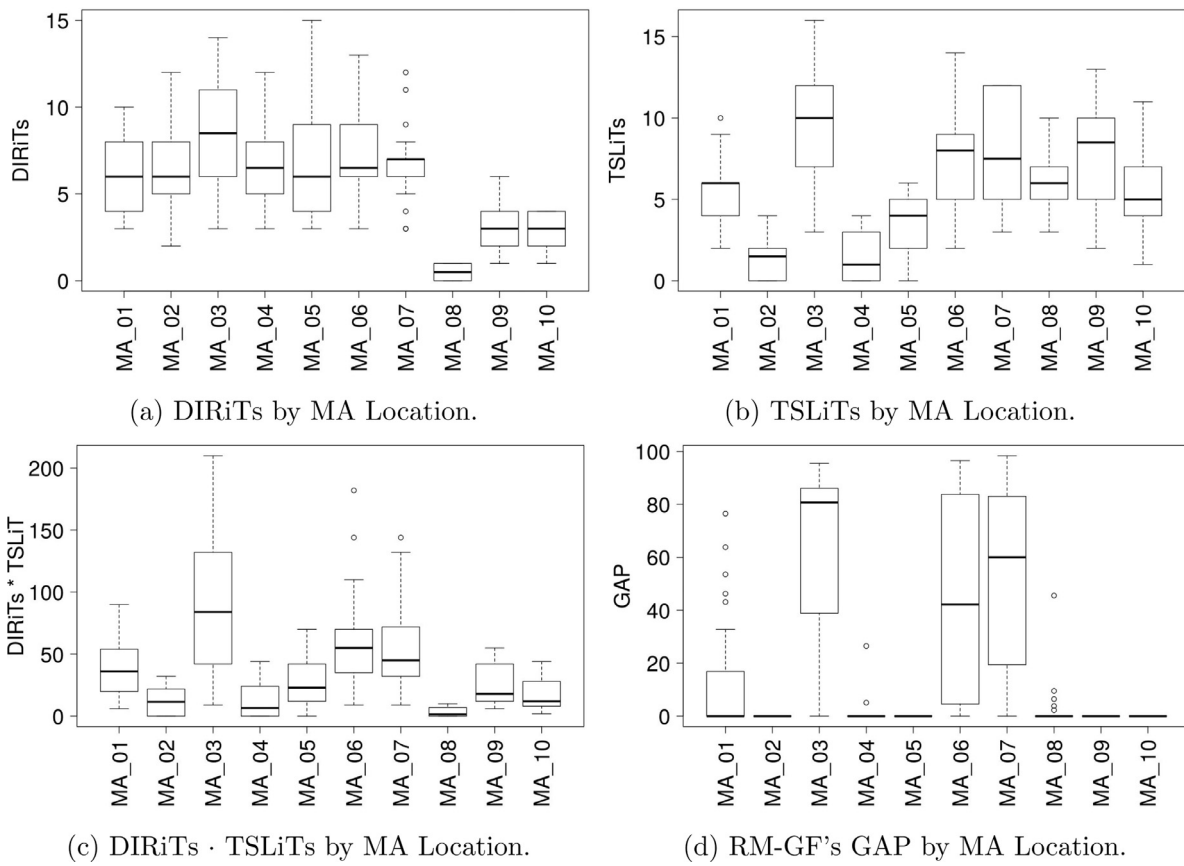 DIRiTs
15
10
5
0
MA_01 MA_02 MA_03 MA_04 MA_05 MA_06 MA_07 MA_08 MA_09 MA_10
(a) DIRiTs by MA Location.
TSLiTs
15
10
5
0
MA_01 MA_02 MA_03 MA_04 MA_05 MA_06 MA_07 MA_08 MA_09 MA_10
(b) TSLiTs by MA Location.
DIRiTs * TSLiT
200
150
100
50
0
MA_01 MA_02 MA_03 MA_04 MA_05 MA_06 MA_07 MA_08 MA_09 MA_10
(c) DIRiTs · TSLiTs by MA Location.
GAP
100
80
60
40
20
0
MA_01 MA_02 MA_03 MA_04 MA_05 MA_06 MA_07 MA_08 MA_09 MA_10
(d) RM-GF's GAP by MA Location.